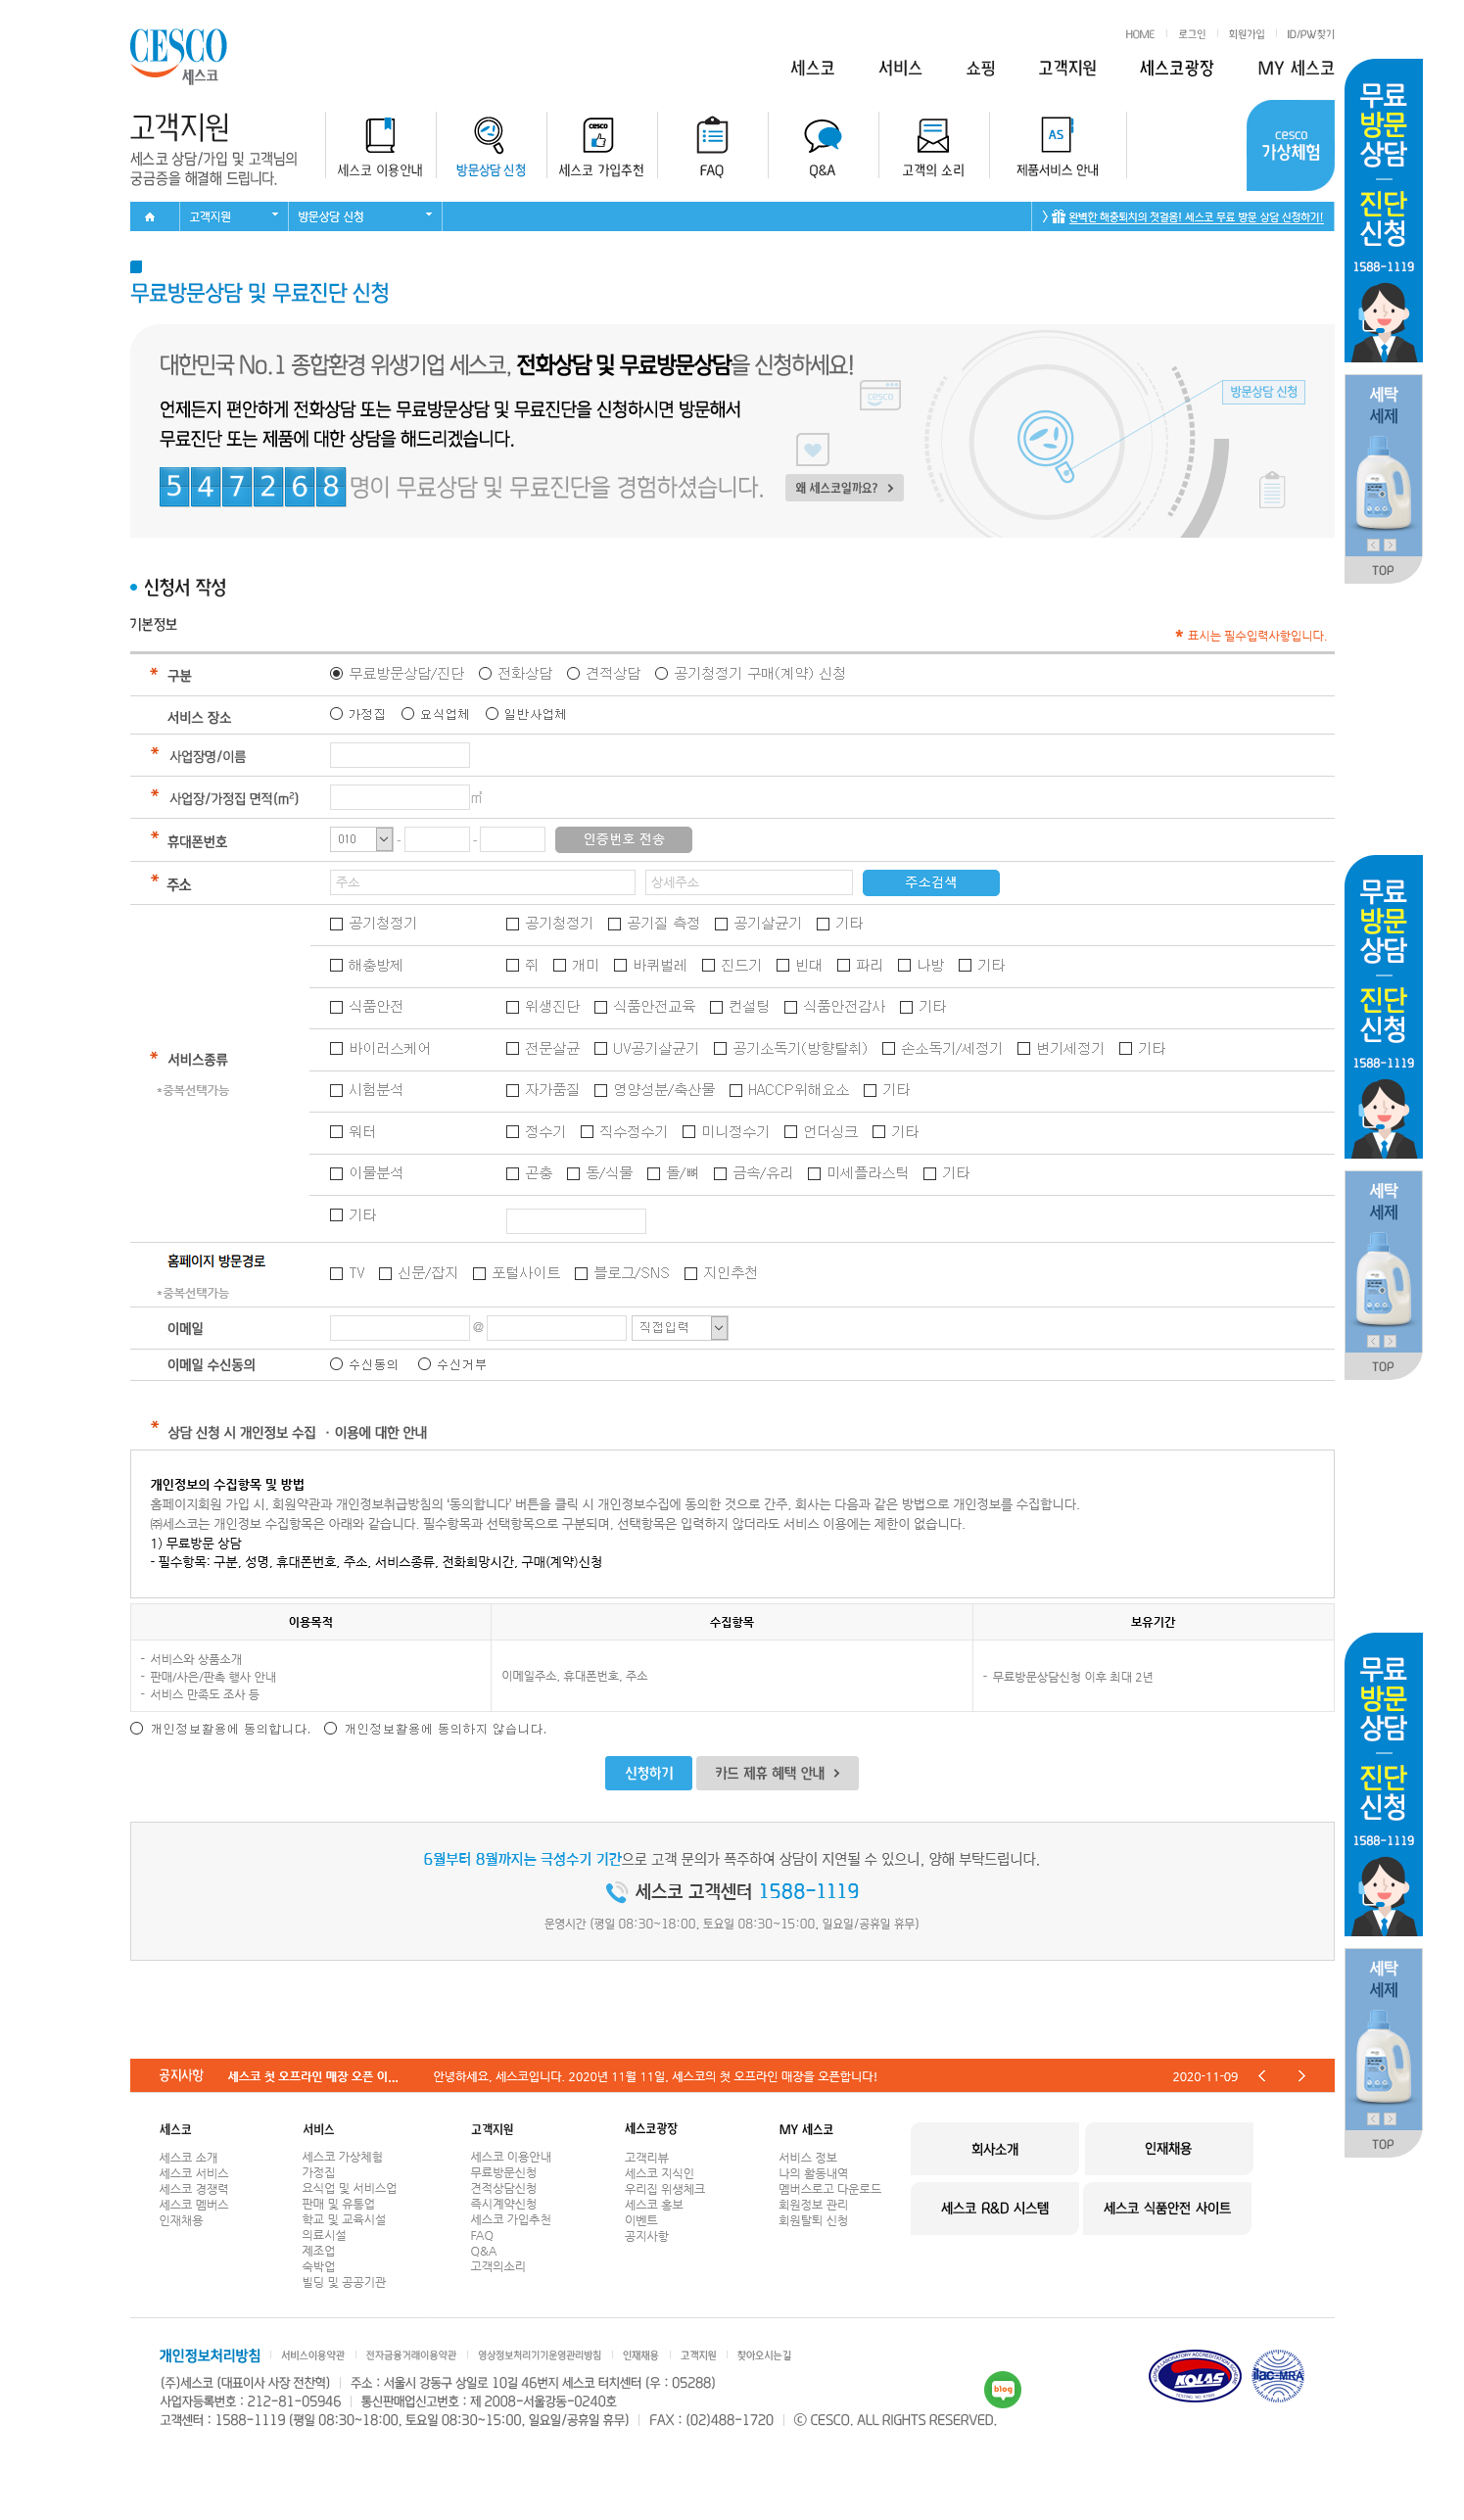 CESCO
세스코
HOME 로그인 회원가입 ID/PW찾기
세스코 서비스 쇼핑 고객지원 세스코광장 MY 세스코
고객지원
세스코 상담/가입 및 고객님의
궁금증을 해결해 드립니다.
세스코 이용안내 방문상담 신청 세스코 가입추천 FAQ Q&A 고객의 소리 제품서비스 안내
CESCO
AS
cesco
가상체험
고객지원 방문상담 신청 완벽한 해충퇴치의 첫걸음! 세스코 무료 방문 상담 신청하기!
무료방문상담 및 무료진단 신청
대한민국 No.1 종합환경 위생기업 세스코, 전화상담 및 무료방문상담을 신청하세요!
언제든지 편안하게 전화상담 또는 무료방문상담 및 무료진단을 신청하시면 방문해서
무료진단 또는 제품에 대한 상담을 해드리겠습니다.
547268 명이 무료상담 및 무료진단을 경험하셨습니다.
왜 세스코일까요?
cesco
방문상담 신청
무료
방문
상담
진단
신청
1588-1119
세탁
세제
TOP
신청서 작성
기본정보
* 표시는 필수입력사항입니다.
* 구분 무료방문상담/진단 전화상담 견적상담 공기청정기 구매(계약) 신청
서비스 장소 가정집 요식업체 일반사업체
* 사업장명/이름
* 사업장/가정집 면적(m²) ㎡
* 휴대폰번호 010 - - 인증번호 전송
* 주소 주소 상세주소 주소검색
공기청정기 공기청정기 공기질 측정 공기살균기 기타
해충방제 쥐 개미 바퀴벌레 진드기 빈대 파리 나방 기타
식품안전 위생진단 식품안전교육 컨설팅 식품안전감사 기타
바이러스케어 전문살균 UV공기살균기 공기소독기(방향탈취) 손소독기/세정기 변기세정기 기타
* 서비스종류
*중복선택가능
시험분석 자가품질 영양성분/축산물 HACCP위해요소 기타
워터 정수기 직수정수기 미니정수기 언더싱크 기타
이물분석 곤충 동/식물 돌/뼈 금속/유리 미세플라스틱 기타
기타
홈페이지 방문경로
*중복선택가능
TV 신문/잡지 포털사이트 블로그/SNS 지인추천
이메일 @ 직접입력
이메일 수신동의 수신동의 수신거부
무료
방문
상담
진단
신청
1588-1119
세탁
세제
TOP
* 상담 신청 시 개인정보 수집 · 이용에 대한 안내
개인정보의 수집항목 및 방법
홈페이지회원 가입 시, 회원약관과 개인정보취급방침의 '동의합니다' 버튼을 클릭 시 개인정보수집에 동의한 것으로 간주, 회사는 다음과 같은 방법으로 개인정보를 수집합니다.
㈜세스코는 개인정보 수집항목은 아래와 같습니다. 필수항목과 선택항목으로 구분되며, 선택항목은 입력하지 않더라도 서비스 이용에는 제한이 없습니다.
1) 무료방문 상담
- 필수항목: 구분, 성명, 휴대폰번호, 주소, 서비스종류, 전화희망시간, 구매(계약)신청
이용목적 수집항목 보유기간
- 서비스와 상품소개
- 판매/사은/판촉 행사 안내
- 서비스 만족도 조사 등
이메일주소, 휴대폰번호, 주소
- 무료방문상담신청 이후 최대 2년
개인정보활용에 동의합니다. 개인정보활용에 동의하지 않습니다.
신청하기 카드 제휴 혜택 안내
6월부터 8월까지는 극성수기 기간으로 고객 문의가 폭주하여 상담이 지연될 수 있으니, 양해 부탁드립니다.
세스코 고객센터 1588-1119
운영시간 (평일 08:30~18:00, 토요일 08:30~15:00, 일요일/공휴일 휴무)
무료
방문
상담
진단
신청
1588-1119
세탁
세제
TOP
공지사항 세스코 첫 오프라인 매장 오픈 이... 안녕하세요, 세스코입니다. 2020년 11월 11일, 세스코의 첫 오프라인 매장을 오픈합니다! 2020-11-09
세스코
세스코 소개
세스코 서비스
세스코 경쟁력
세스코 멤버스
인재채용
서비스
세스코 가상체험
가정집
요식업 및 서비스업
판매 및 유통업
학교 및 교육시설
의료시설
제조업
숙박업
빌딩 및 공공기관
고객지원
세스코 이용안내
무료방문신청
견적상담신청
즉시계약신청
세스코 가입추천
FAQ
Q&A
고객의소리
세스코광장
고객리뷰
세스코 지식인
우리집 위생체크
세스코 홍보
이벤트
공지사항
MY 세스코
서비스 정보
나의 활동내역
멤버스로고 다운로드
회원정보 관리
회원탈퇴 신청
회사소개 인재채용
세스코 R&D 시스템 세스코 식품안전 사이트
개인정보처리방침 서비스이용약관 전자금융거래이용약관 영상정보처리기기운영관리방침 인재채용 고객지원 찾아오시는길
(주)세스코 (대표이사 사장 전찬혁) 주소 : 서울시 강동구 상일로 10길 46번지 세스코 터치센터 (우 : 05288)
사업자등록번호 : 212-81-05946 통신판매업신고번호 : 제 2008-서울강동-0240호
고객센터 : 1588-1119 (평일 08:30~18:00, 토요일 08:30~15:00, 일요일/공휴일 휴무) FAX : (02)488-1720 ⓒ CESCO. ALL RIGHTS RESERVED.
blog
KOLAS
ilac-MRA